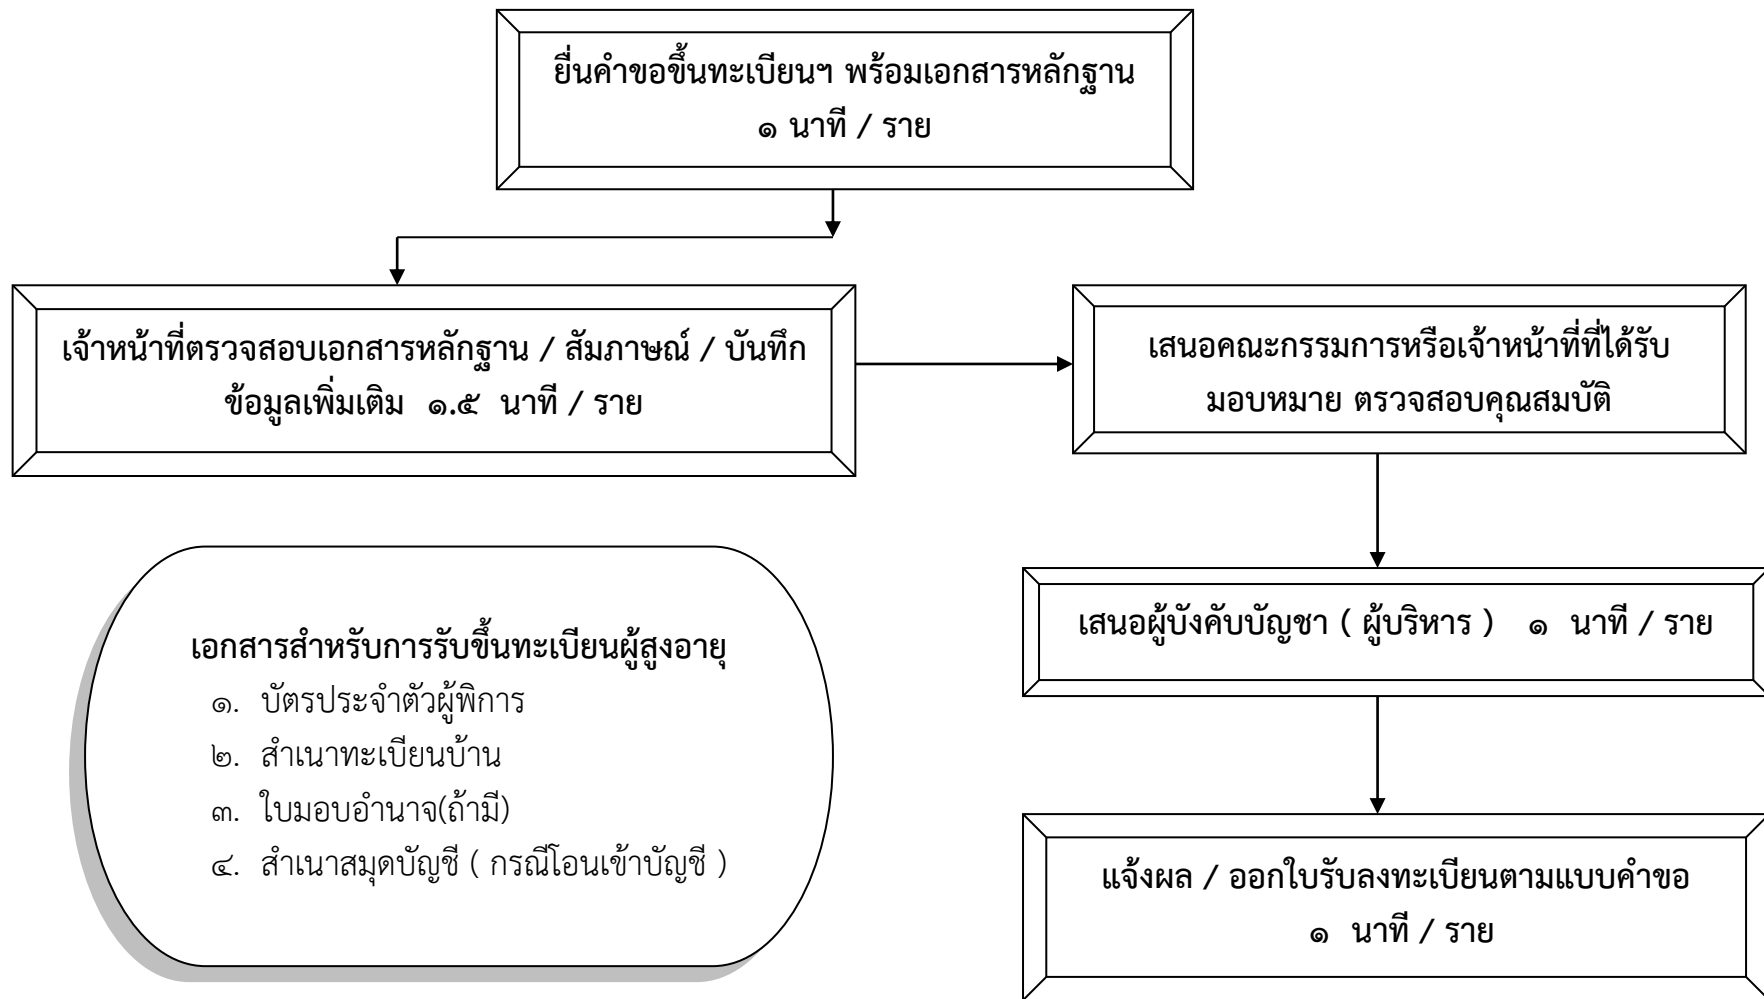 ยื่นคำขอขึ้นทะเบียนฯ พร้อมเอกสารหลักฐาน
๑ นาที / ราย
เจ้าหน้าที่ตรวจสอบเอกสารหลักฐาน / สัมภาษณ์ / บันทึก
ข้อมูลเพิ่มเติม ๑.๕ นาที / ราย
เสนอคณะกรรมการหรือเจ้าหน้าที่ที่ได้รับ
มอบหมาย ตรวจสอบคุณสมบัติ
เสนอผู้บังคับบัญชา ( ผู้บริหาร ) ๑ นาที / ราย
แจ้งผล / ออกใบรับลงทะเบียนตามแบบคำขอ
๑ นาที / ราย
เอกสารสำหรับการรับขึ้นทะเบียนผู้สูงอายุ
๑. บัตรประจำตัวผู้พิการ
๒. สำเนาทะเบียนบ้าน
๓. ใบมอบอำนาจ(ถ้ามี)
๔. สำเนาสมุดบัญชี ( กรณีโอนเข้าบัญชี )